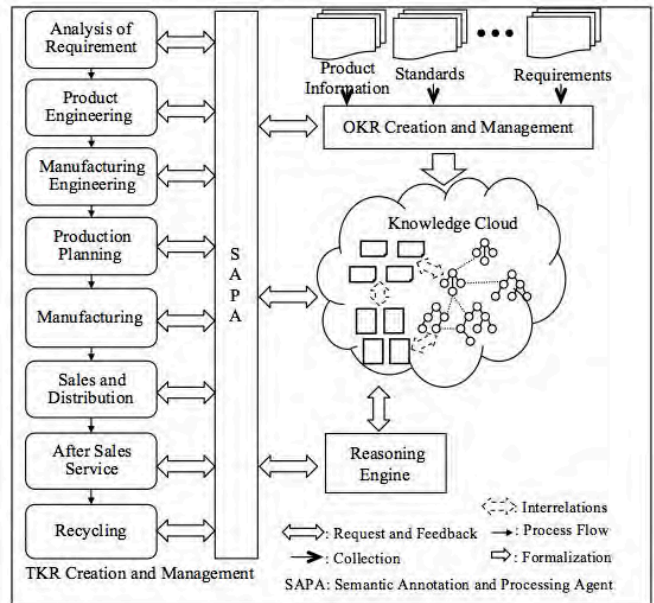 Analysis of
Requirement
Product
Engineering
Manufacturing
Engineering
Production
Planning
Manufacturing
Sales and
Distribution
After Sales
Service
Recycling
TKR Creation and Management
S
A
P
A
Product
Information
Standards
Requirements
OKR Creation and Management
Knowledge Cloud
Reasoning
Engine
: Interrelations
: Request and Feedback
: Process Flow
: Collection
: Formalization
SAPA: Semantic Annotation and Processing Agent